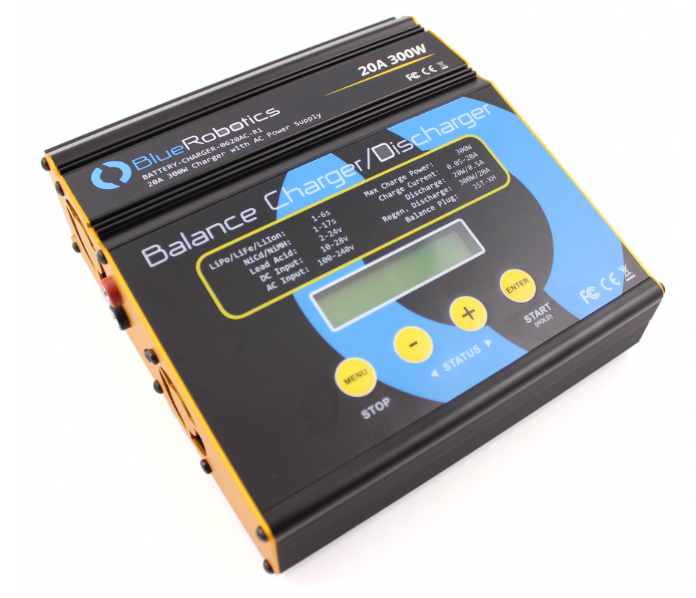 20A 300W
FC CE
BlueRobotics
BATTERY-CHARGER-0620AC-R1
20A 300W Charger with AC Power Supply
Balance Charger/Discharger
LiPo/LiFe/LiIon: 1-6s
NiCd/NiMH: 1-17s
Lead Acid: 2-24v
DC Input: 10-28v
AC Input: 100-240v
Max Charge Power: 300W
Charge Current: 0.05-20A
Discharge: 20W/0.5A
Regen. Discharge: 300W/20A
Balance Plug: JST-XH
MENU
-
+
ENTER
STOP
◄ STATUS ►
START
(HOLD)
FC CE